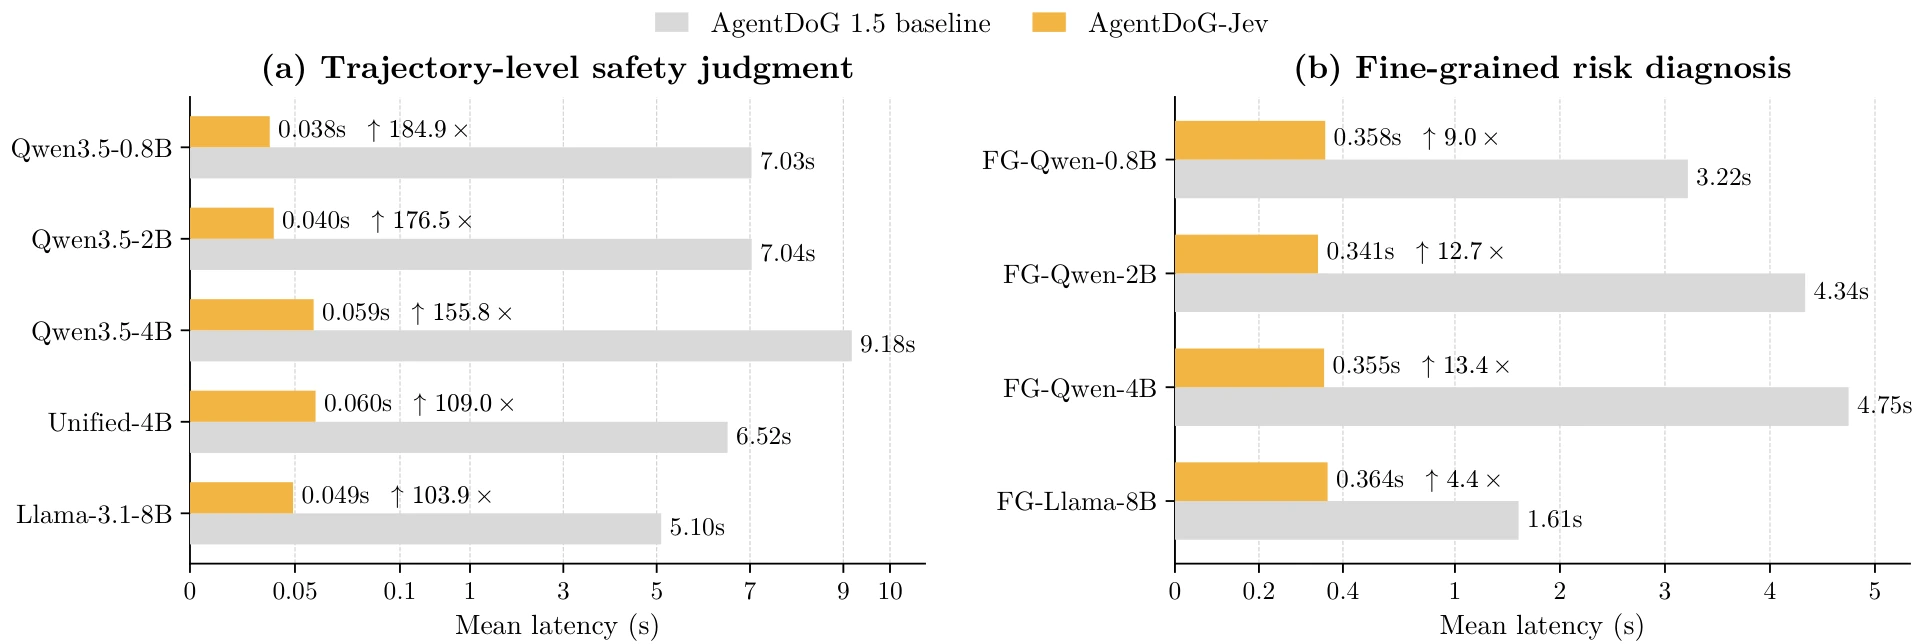 AgentDoG 1.5 baseline AgentDoG-Jev
(a) Trajectory-level safety judgment
Qwen3.5-0.8B 0.038s ↑ 184.9 ×
7.03s
Qwen3.5-2B 0.040s ↑ 176.5 ×
7.04s
Qwen3.5-4B 0.059s ↑ 155.8 ×
9.18s
Unified-4B 0.060s ↑ 109.0 ×
6.52s
Llama-3.1-8B 0.049s ↑ 103.9 ×
5.10s
0 0.05 0.1 1 3 5 7 9 10
Mean latency (s)
(b) Fine-grained risk diagnosis
FG-Qwen-0.8B 0.358s ↑ 9.0 ×
3.22s
FG-Qwen-2B 0.341s ↑ 12.7 ×
4.34s
FG-Qwen-4B 0.355s ↑ 13.4 ×
4.75s
FG-Llama-8B 0.364s ↑ 4.4 ×
1.61s
0 0.2 0.4 1 2 3 4 5
Mean latency (s)